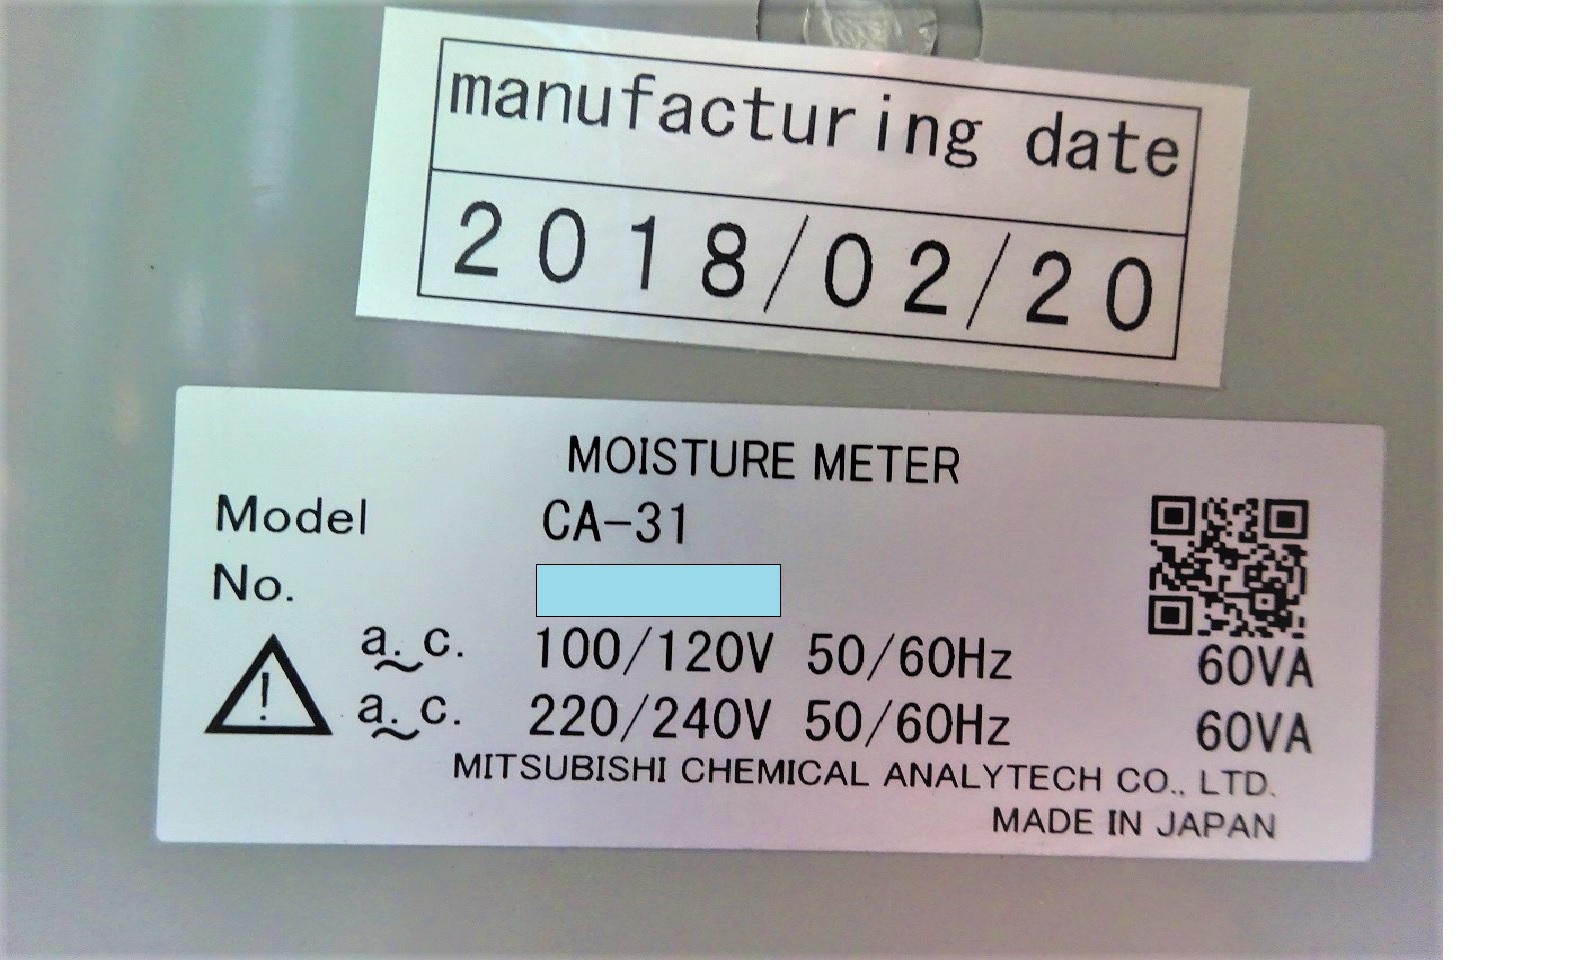 manufacturing date
2018/02/20
MOISTURE METER
Model CA-31
No.
a.c. 100/120V 50/60Hz 60VA
a.c. 220/240V 50/60Hz 60VA
MITSUBISHI CHEMICAL ANALYTECH CO., LTD.
MADE IN JAPAN